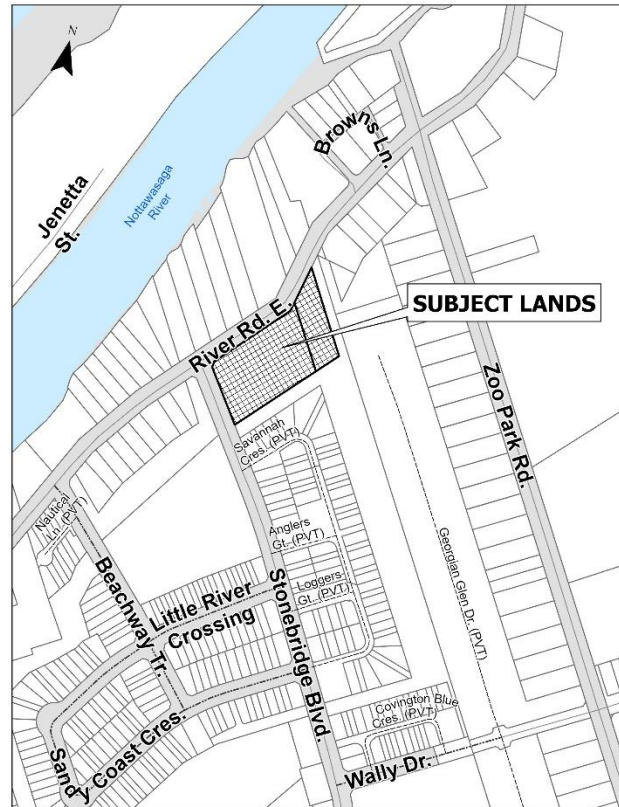 N
Jenetta
St.
Nottawasaga
River
Browns Ln.
River Rd. E.
SUBJECT LANDS
Zoo Park Rd.
Savannah
Cres. (PVT)
Nautical
Ln. (PVT)
Anglers
Gt. (PVT)
Georgian Glen Dr. (PVT)
Beachway Tr.
Little River
Crossing
Loggers
Gt. (PVT)
Stonebridge Blvd.
Sandy Coast Cres.
Covington Blue
Cres. (PVT)
Wally Dr.